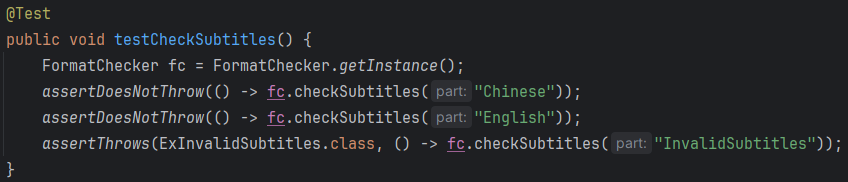 @Test
public void testCheckSubtitles() {
    FormatChecker fc = FormatChecker.getInstance();
    assertDoesNotThrow(() -> fc.checkSubtitles( part: "Chinese"));
    assertDoesNotThrow(() -> fc.checkSubtitles( part: "English"));
    assertThrows(ExInvalidSubtitles.class, () -> fc.checkSubtitles( part: "InvalidSubtitles"));
}